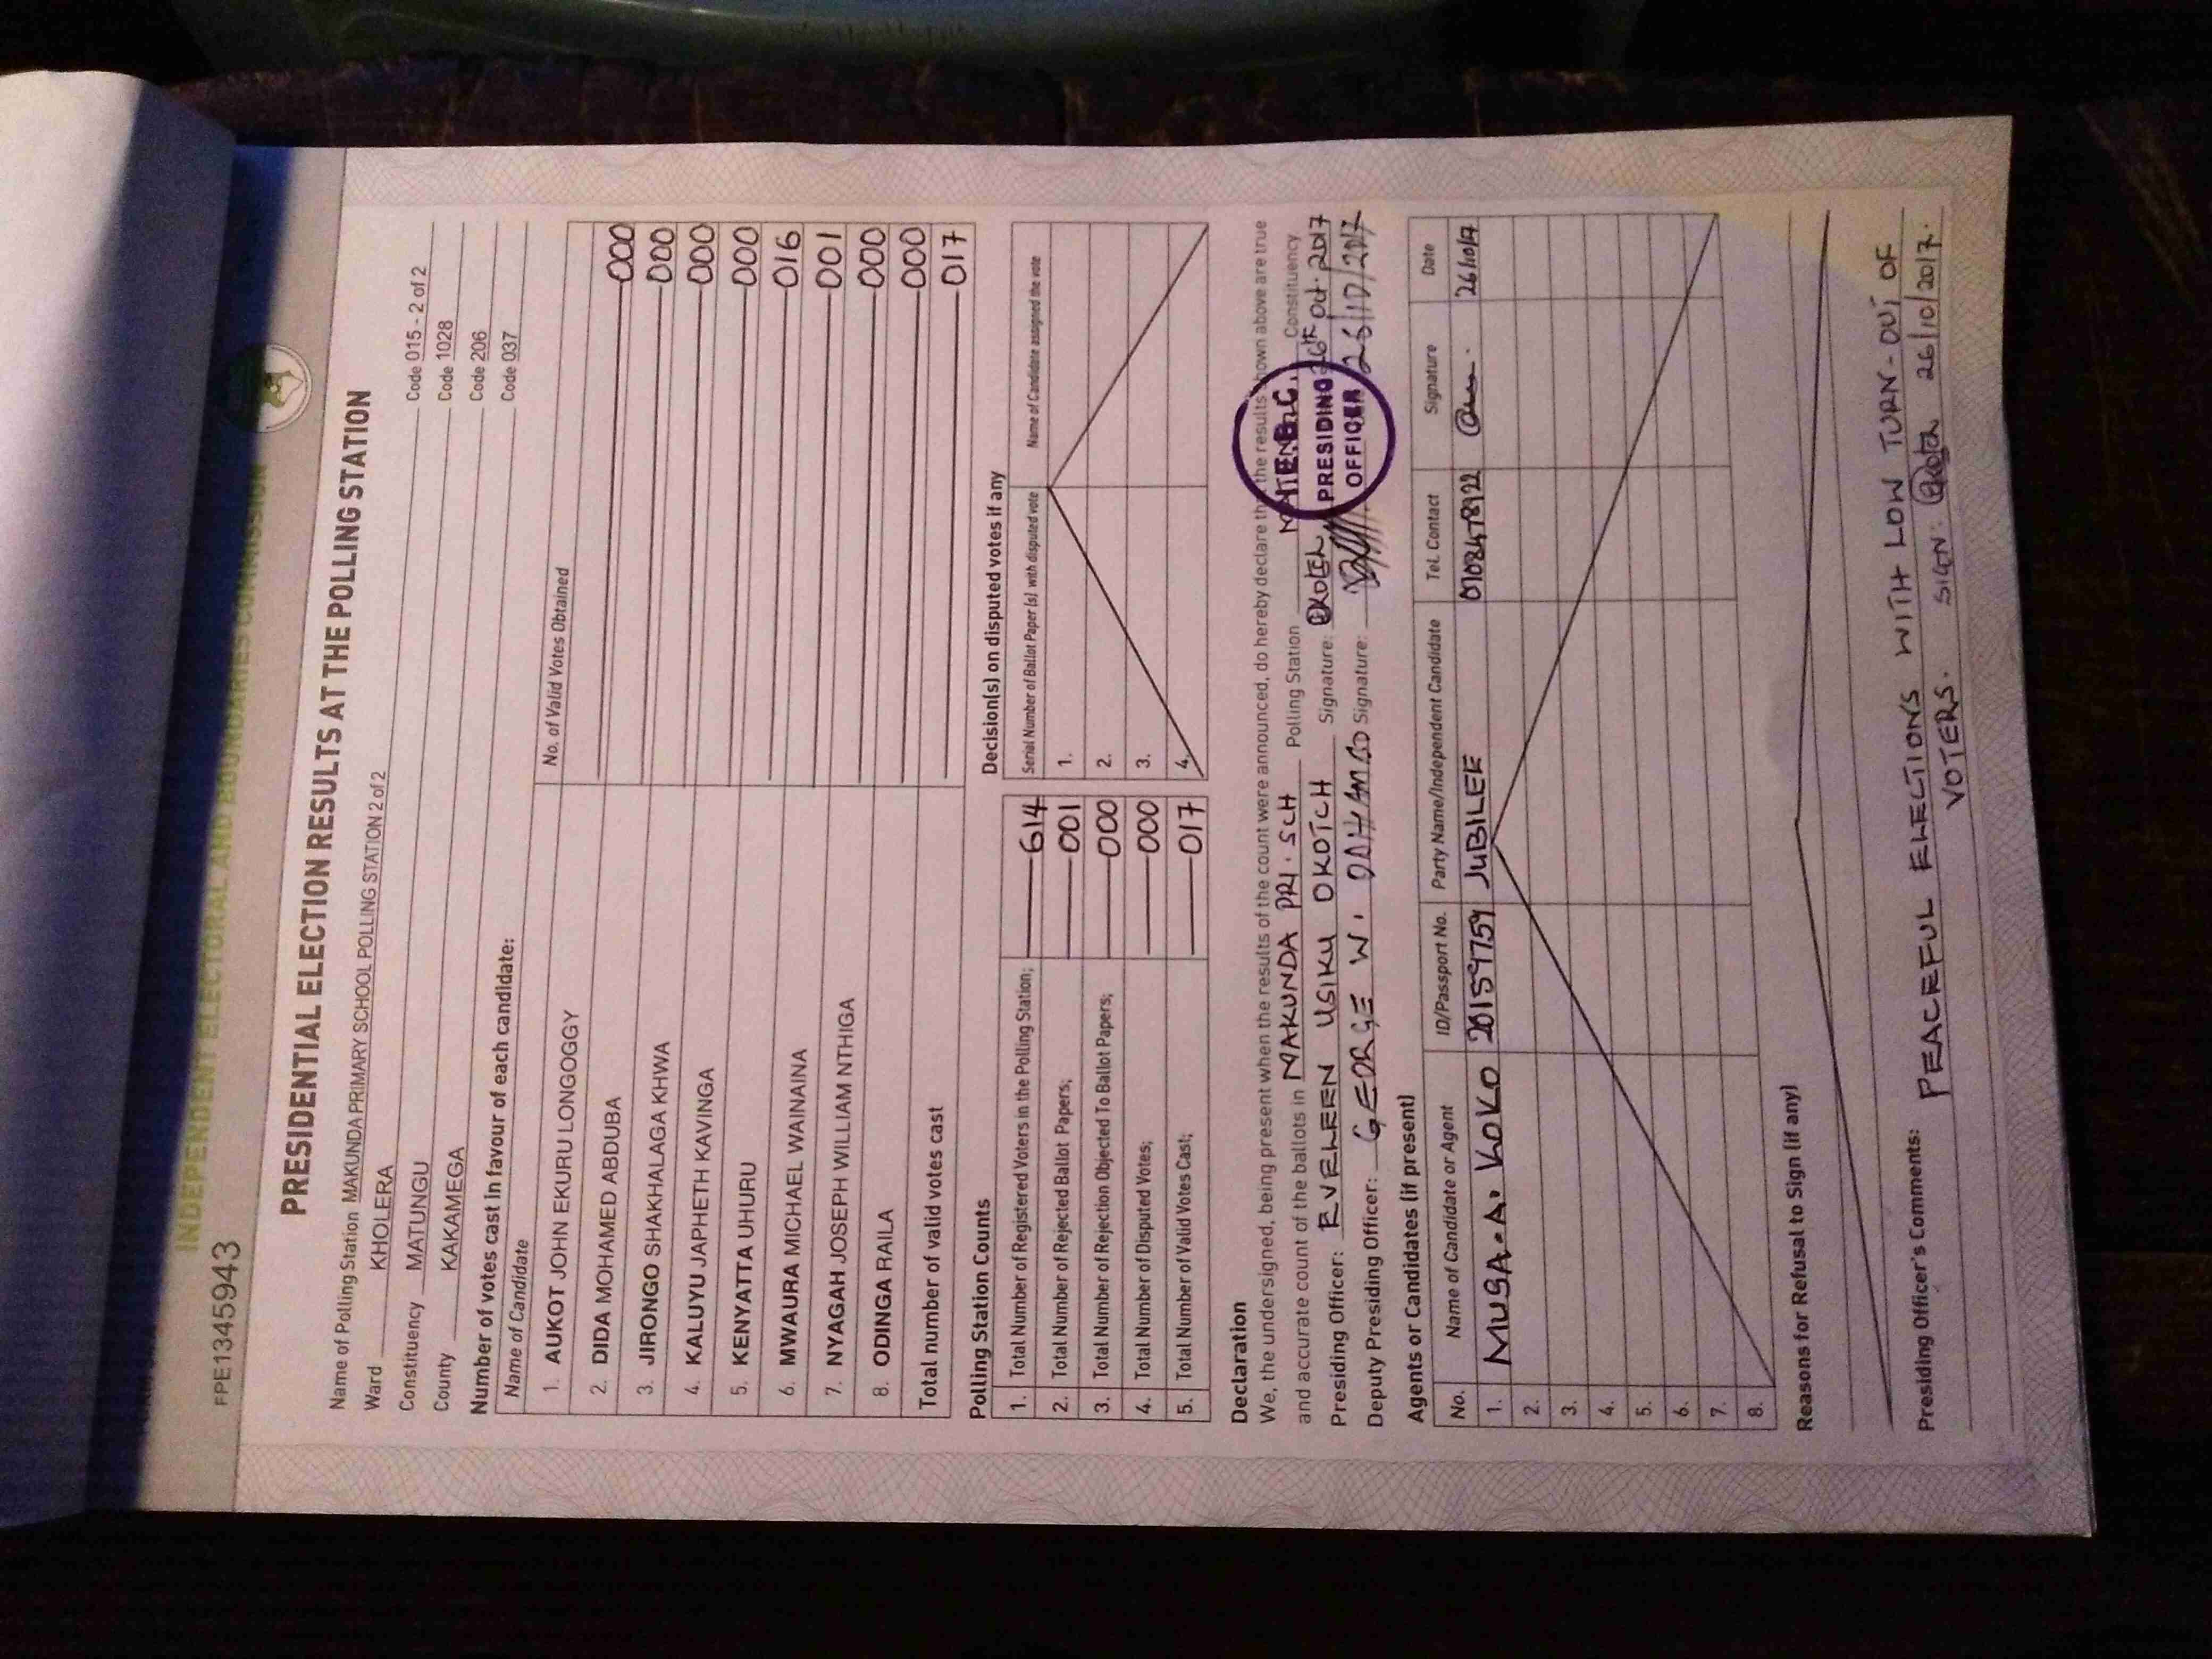 INDEPENDENT ELECTORAL AND BOUNDARIES COMMISSION
FPE1345943
PRESIDENTIAL ELECTION RESULTS AT THE POLLING STATION
Name of Polling Station MAKUNDA PRIMARY SCHOOL POLLING STATION 2 of 2 Code 015 - 2 of 2
Ward KHOLERA Code 1028
Constituency MATUNGU Code 206
County KAKAMEGA Code 037
Number of votes cast in favour of each candidate:
Name of Candidate No. of Valid Votes Obtained
1. AUKOT JOHN EKURU LONGOGGY 000
2. DIDA MOHAMED ABDUBA 000
3. JIRONGO SHAKHALAGA KHWA 000
4. KALUYU JAPHETH KAVINGA 000
5. KENYATTA UHURU 016
6. MWAURA MICHAEL WAINAINA 001
7. NYAGAH JOSEPH WILLIAM NTHIGA 000
8. ODINGA RAILA 000
Total number of valid votes cast 017
Polling Station Counts
1. Total Number of Registered Voters in the Polling Station; 614
2. Total Number of Rejected Ballot Papers; 001
3. Total Number of Rejection Objected To Ballot Papers; 000
4. Total Number of Disputed Votes; 000
5. Total Number of Valid Votes Cast; 017
Decision(s) on disputed votes if any
Serial Number of Ballot Paper (s) with disputed vote Name of Candidate assigned the vote
1.
2.
3.
4.
Declaration
We, the undersigned, being present when the results of the count were announced, do hereby declare that the results shown above are true
and accurate count of the ballots in MAKUNDA PRI. SCH Polling Station Constituency
Presiding Officer: EVELEEN USIKU OKOTCH Signature: 26th Oct. 2017
Deputy Presiding Officer: GEORGE W. Signature: 26/10/2017
I.E.B.C.
PRESIDING
OFFICER
Agents or Candidates (if present)
No. Name of Candidate or Agent ID/Passport No. Party Name/Independent Candidate Tel. Contact Signature Date
1. MUSA.A. KOKO 20159759 JUBILEE 0708478922 26/10/17
2.
3.
4.
5.
6.
7.
8.
Reasons for Refusal to Sign (if any)
Presiding Officer's Comments: PEACEFUL ELECTIONS WITH LOW TURN-OUT OF
VOTERS. SIGN: 26/10/2017.